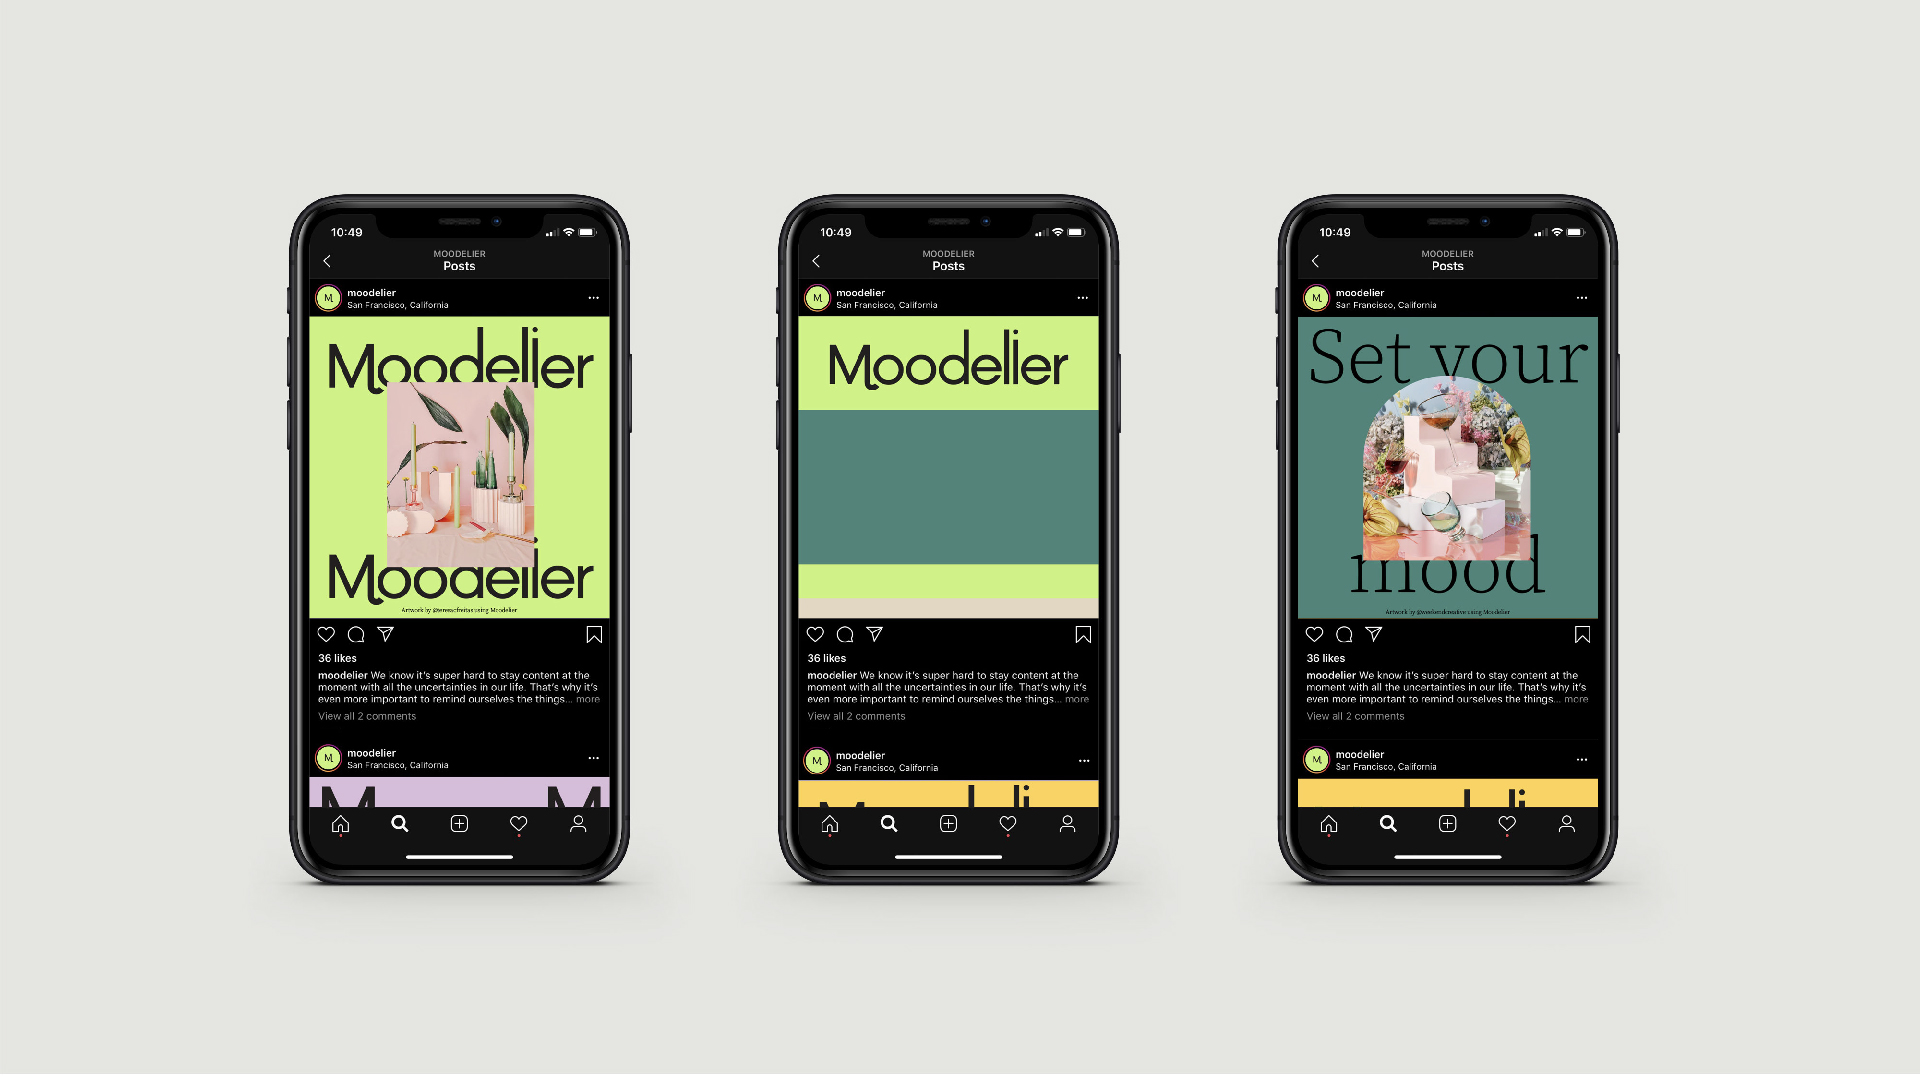 10:49
MOODELIER
Posts
M.
moodelier
San Francisco, California
Moodelier
Moodelier
Artwork by @teresacfreitas using Moodelier
36 likes
moodelier We know it's super hard to stay content at the
moment with all the uncertainties in our life. That's why it's
even more important to remind ourselves the things... more
View all 2 comments
M.
moodelier
San Francisco, California
M M
10:49
MOODELIER
Posts
M.
moodelier
San Francisco, California
Moodelier
36 likes
moodelier We know it's super hard to stay content at the
moment with all the uncertainties in our life. That's why it's
even more important to remind ourselves the things... more
View all 2 comments
M.
moodelier
San Francisco, California
10:49
MOODELIER
Posts
M.
moodelier
San Francisco, California
Set your
mood
Artwork by @weekendcreative using Moodelier
36 likes
moodelier We know it's super hard to stay content at the
moment with all the uncertainties in our life. That's why it's
even more important to remind ourselves the things... more
View all 2 comments
M.
moodelier
San Francisco, California